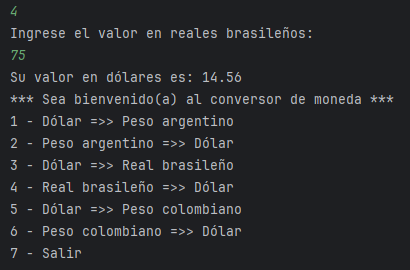 4
Ingrese el valor en reales brasileños:
75
Su valor en dólares es: 14.56
*** Sea bienvenido(a) al conversor de moneda ***
1 - Dólar =>> Peso argentino
2 - Peso argentino =>> Dólar
3 - Dólar =>> Real brasileño
4 - Real brasileño =>> Dólar
5 - Dólar =>> Peso colombiano
6 - Peso colombiano =>> Dólar
7 - Salir